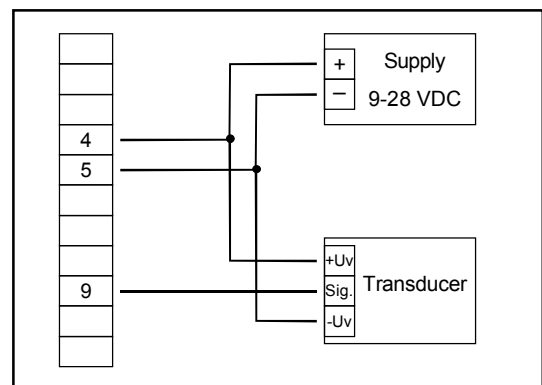 4
5
9
+ Supply
– 9-28 VDC
+Uv
Sig. Transducer
-Uv